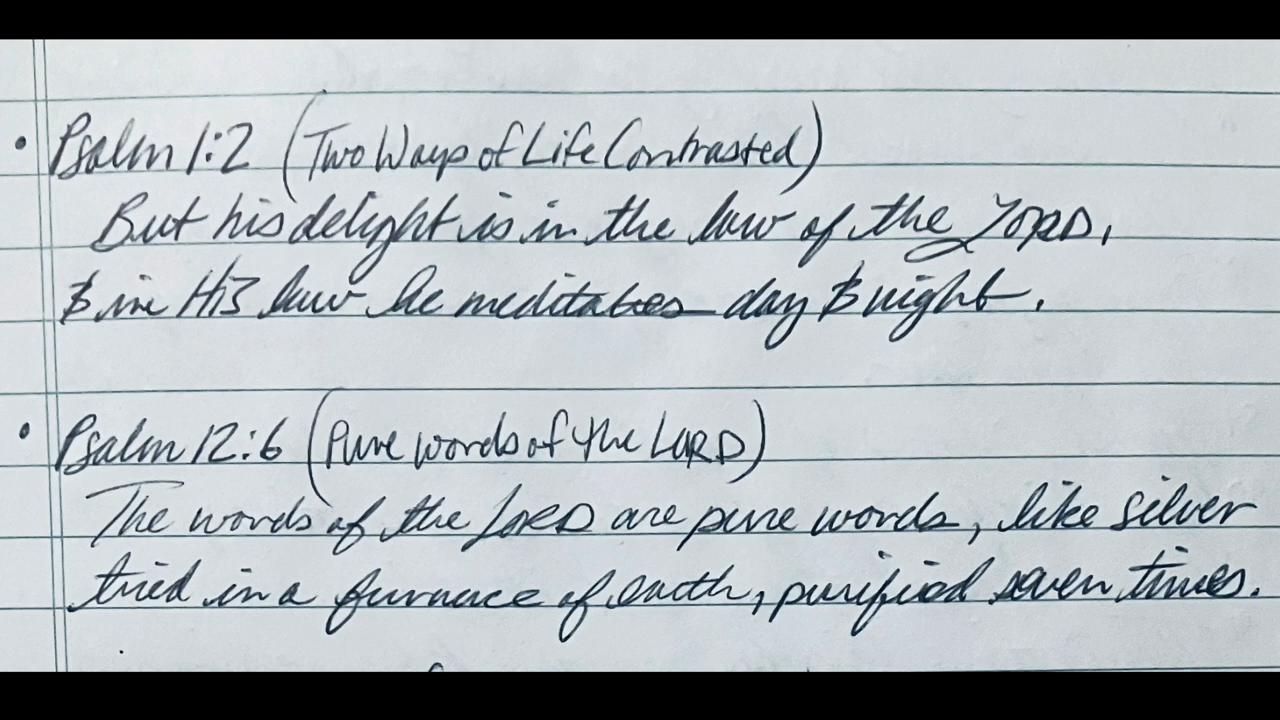 • Psalm 1:2 (Two Ways of Life Contrasted)
But his delight is in the law of the LORD,
& in His law he meditates day & night.
• Psalm 12:6 (Pure words of the LORD)
The words of the LORD are pure words, like silver
tried in a furnace of earth, purified seven times.